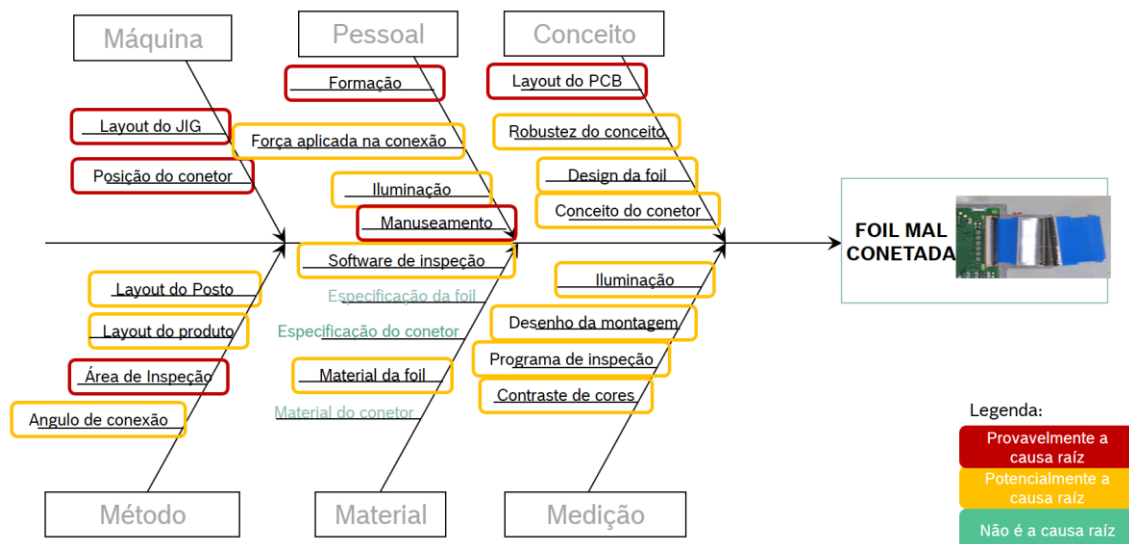 Máquina
Pessoal
Conceito
Formação
Layout do PCB
Layout do JIG
Força aplicada na conexão
Robustez do conceito
Posição do conetor
Iluminação
Design da foil
Manuseamento
Conceito do conetor
FOIL MAL
CONETADA
Software de inspeção
Iluminação
Layout do Posto
Especificação da foil
Layout do produto
Especificação do conetor
Desenho da montagem
Área de Inspeção
Material da foil
Programa de inspeção
Angulo de conexão
Material do conetor
Contraste de cores
Método
Material
Medição
Legenda:
Provavelmente a
causa raíz
Potencialmente a
causa raíz
Não é a causa raíz